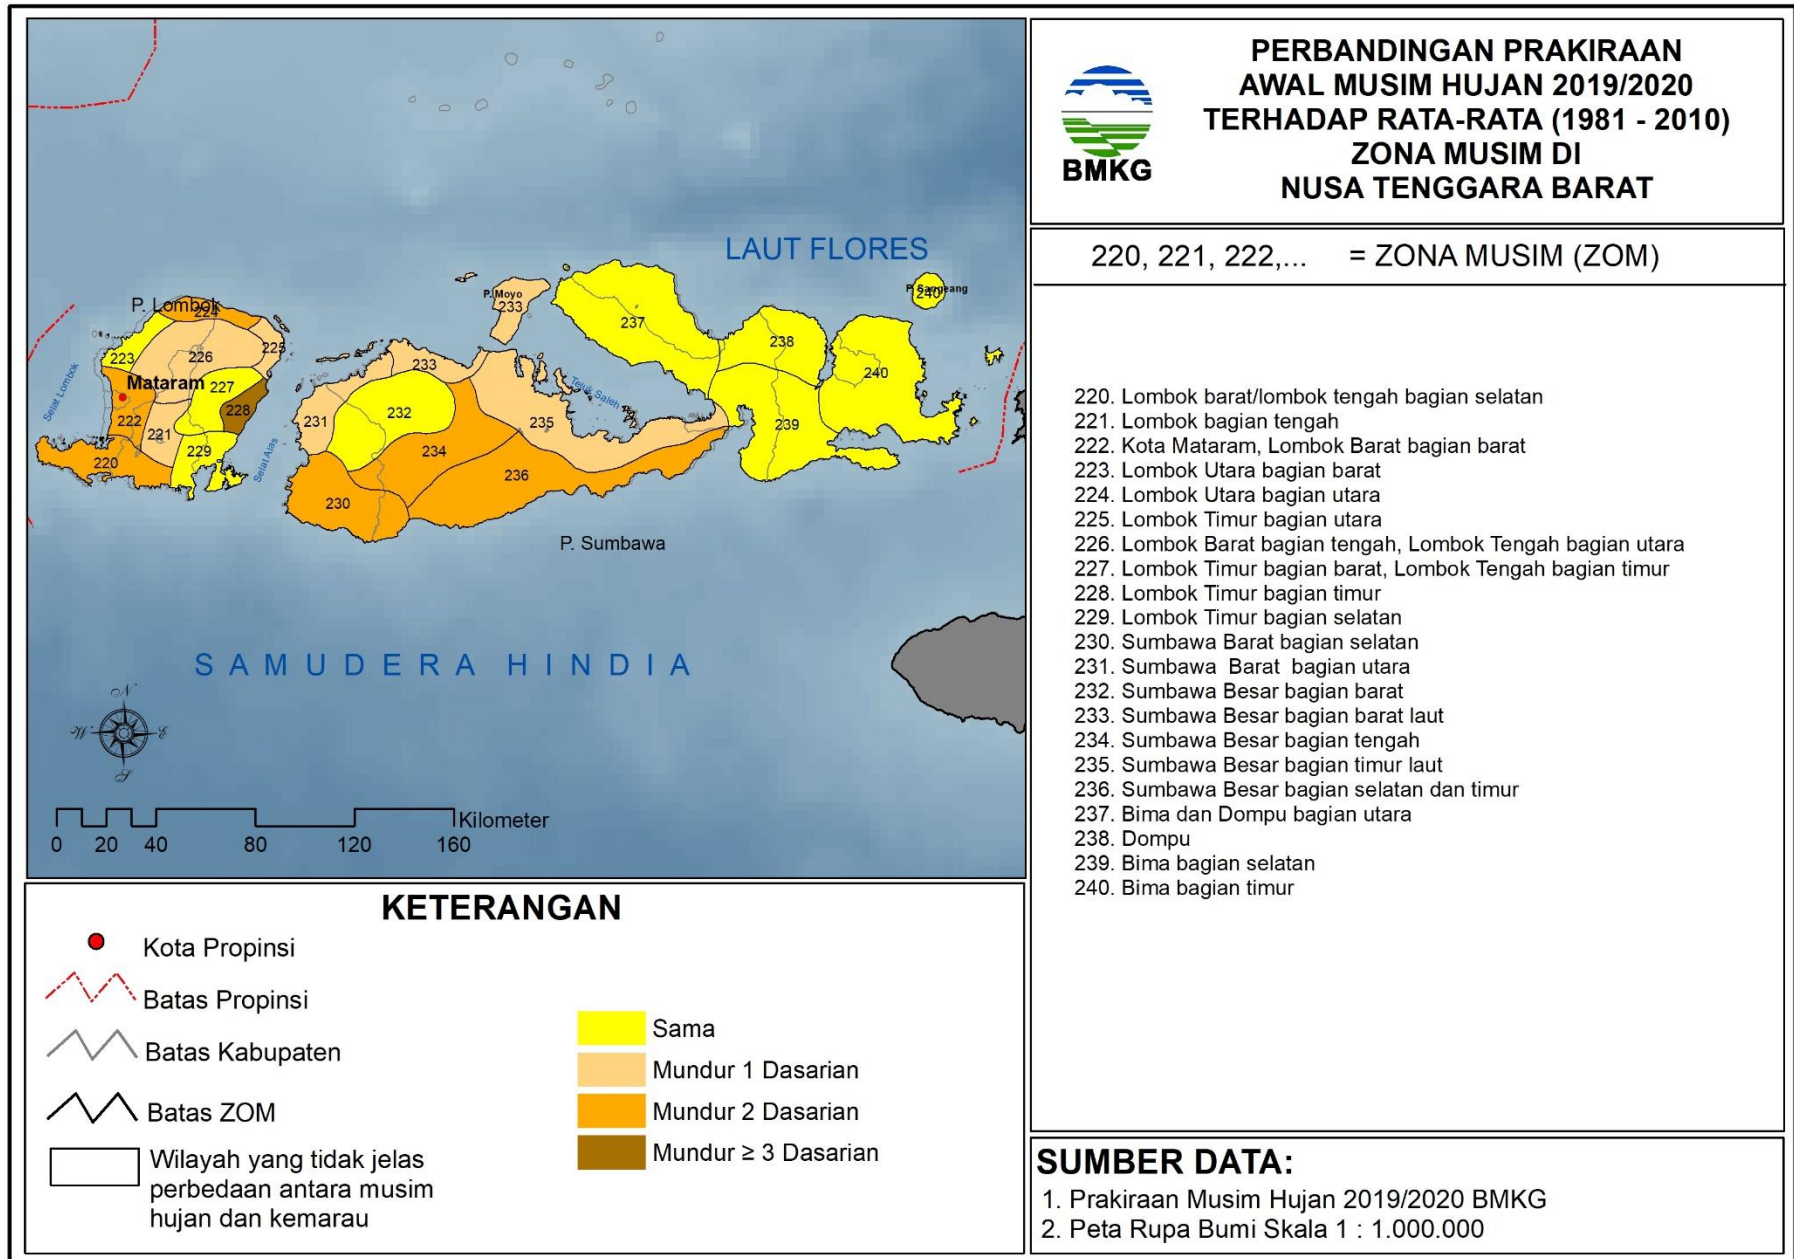 PERBANDINGAN PRAKIRAAN
AWAL MUSIM HUJAN 2019/2020
TERHADAP RATA-RATA (1981 - 2010)
ZONA MUSIM DI
NUSA TENGGARA BARAT
BMKG
220, 221, 222,... = ZONA MUSIM (ZOM)
220. Lombok barat/lombok tengah bagian selatan
221. Lombok bagian tengah
222. Kota Mataram, Lombok Barat bagian barat
223. Lombok Utara bagian barat
224. Lombok Utara bagian utara
225. Lombok Timur bagian utara
226. Lombok Barat bagian tengah, Lombok Tengah bagian utara
227. Lombok Timur bagian barat, Lombok Tengah bagian timur
228. Lombok Timur bagian timur
229. Lombok Timur bagian selatan
230. Sumbawa Barat bagian selatan
231. Sumbawa Barat bagian utara
232. Sumbawa Besar bagian barat
233. Sumbawa Besar bagian barat laut
234. Sumbawa Besar bagian tengah
235. Sumbawa Besar bagian timur laut
236. Sumbawa Besar bagian selatan dan timur
237. Bima dan Dompu bagian utara
238. Dompu
239. Bima bagian selatan
240. Bima bagian timur
SUMBER DATA:
1. Prakiraan Musim Hujan 2019/2020 BMKG
2. Peta Rupa Bumi Skala 1 : 1.000.000
LAUT FLORES
P. Sangeang
240
P. Moyo
233
P. Lombok
224
237
238
240
239
225
226
223
Mataram
227
228
222
221
229
220
Selat Lombok
Selat Alas
233
231
232
235
Teluk Saleh
234
236
230
P. Sumbawa
SAMUDERA HINDIA
N
W
E
S
Kilometer
0 20 40 80 120 160
KETERANGAN
Kota Propinsi
Batas Propinsi
Batas Kabupaten
Batas ZOM
Wilayah yang tidak jelas
perbedaan antara musim
hujan dan kemarau
Sama
Mundur 1 Dasarian
Mundur 2 Dasarian
Mundur ≥ 3 Dasarian